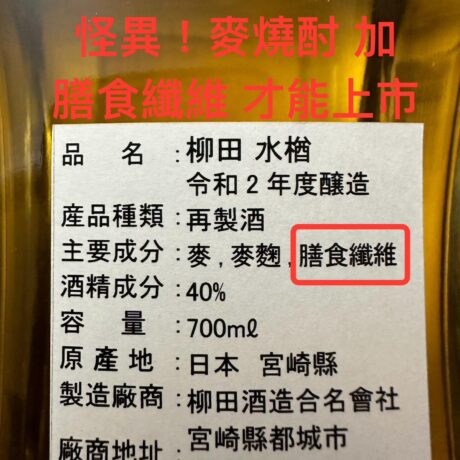 怪異！麥燒酎 加
膳食纖維 才能上市
品名:柳田 水楢
令和2年度釀造
産品種類:再製酒
主要成分:麥,麥麴,膳食纖維
酒精成分:40%
容量:700mℓ
原產地:日本 宮崎縣
製造廠商:柳田酒造合名會社
廠商地址:宮崎縣都城市